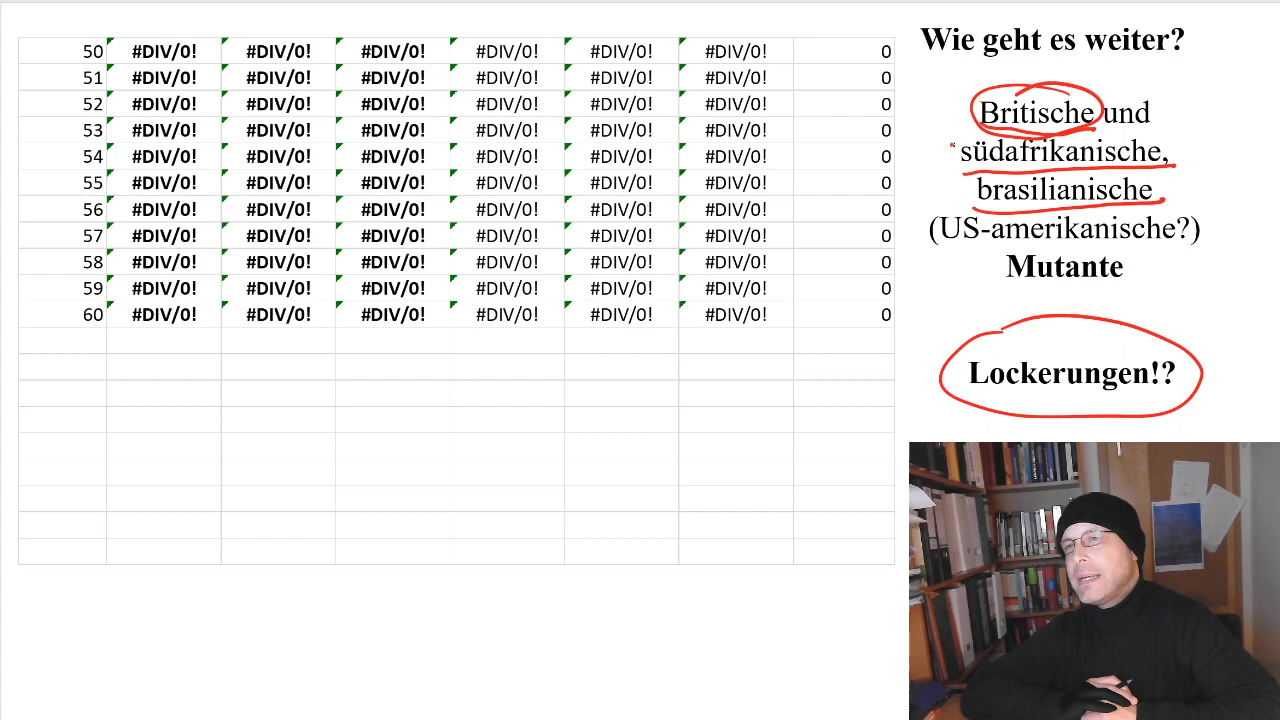 50 #DIV/0! #DIV/0! #DIV/0! #DIV/0! #DIV/0! #DIV/0! 0
51 #DIV/0! #DIV/0! #DIV/0! #DIV/0! #DIV/0! #DIV/0! 0
52 #DIV/0! #DIV/0! #DIV/0! #DIV/0! #DIV/0! #DIV/0! 0
53 #DIV/0! #DIV/0! #DIV/0! #DIV/0! #DIV/0! #DIV/0! 0
54 #DIV/0! #DIV/0! #DIV/0! #DIV/0! #DIV/0! #DIV/0! 0
55 #DIV/0! #DIV/0! #DIV/0! #DIV/0! #DIV/0! #DIV/0! 0
56 #DIV/0! #DIV/0! #DIV/0! #DIV/0! #DIV/0! #DIV/0! 0
57 #DIV/0! #DIV/0! #DIV/0! #DIV/0! #DIV/0! #DIV/0! 0
58 #DIV/0! #DIV/0! #DIV/0! #DIV/0! #DIV/0! #DIV/0! 0
59 #DIV/0! #DIV/0! #DIV/0! #DIV/0! #DIV/0! #DIV/0! 0
60 #DIV/0! #DIV/0! #DIV/0! #DIV/0! #DIV/0! #DIV/0! 0
Wie geht es weiter?
Britische und
südafrikanische,
brasilianische
(US-amerikanische?)
Mutante
Lockerungen!?